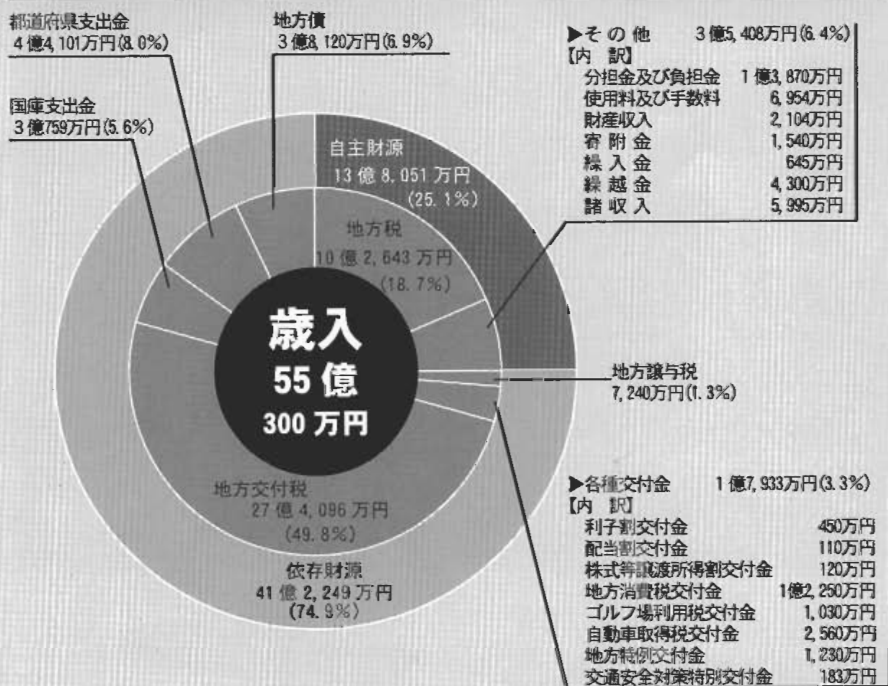 都道府県支出金
4億4,101万円(8.0%)
地方債
3億8,120万円(6.9%)
国庫支出金
3億759万円(5.6%)
▶その他 3億5,408万円(6.4%)
【内 訳】
分担金及び負担金 1億3,870万円
使用料及び手数料 6,954万円
財産収入 2,104万円
寄附金 1,540万円
繰入金 645万円
繰越金 4,300万円
諸収入 5,995万円
自主財源
13億8,051万円
(25.1%)
地方税
10億2,643万円
(18.7%)
歳入
55億
300万円
地方譲与税
7,240万円(1.3%)
地方交付税
27億4,096万円
(49.8%)
依存財源
41億2,249万円
(74.9%)
▶各種交付金 1億7,933万円(3.3%)
【内 訳】
利子割交付金 450万円
配当割交付金 110万円
株式等譲渡所得割交付金 120万円
地方消費税交付金 1億2,250万円
ゴルフ場利用税交付金 1,030万円
自動車取得税交付金 2,560万円
地方特例交付金 1,230万円
交通安全対策特別交付金 183万円